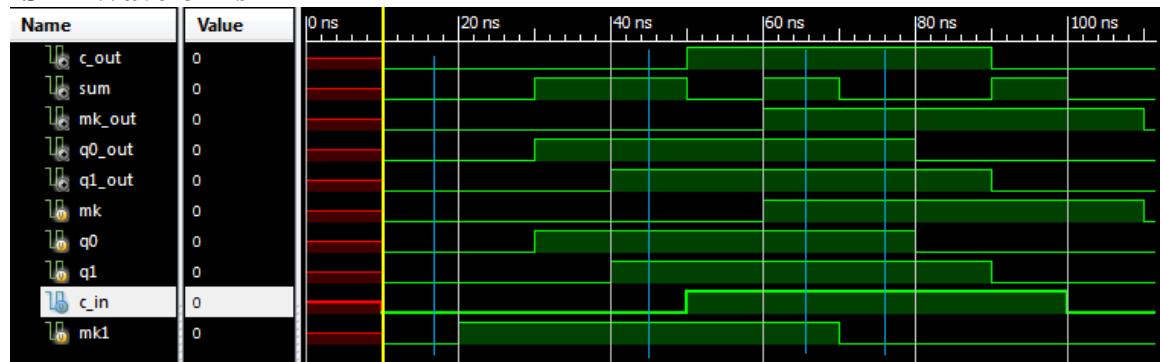 Name Value 0 ns 20 ns 40 ns 60 ns 80 ns 100 ns
c_out 0
sum 0
mk_out 0
q0_out 0
q1_out 0
mk 0
q0 0
q1 0
c_in 0
mk1 0